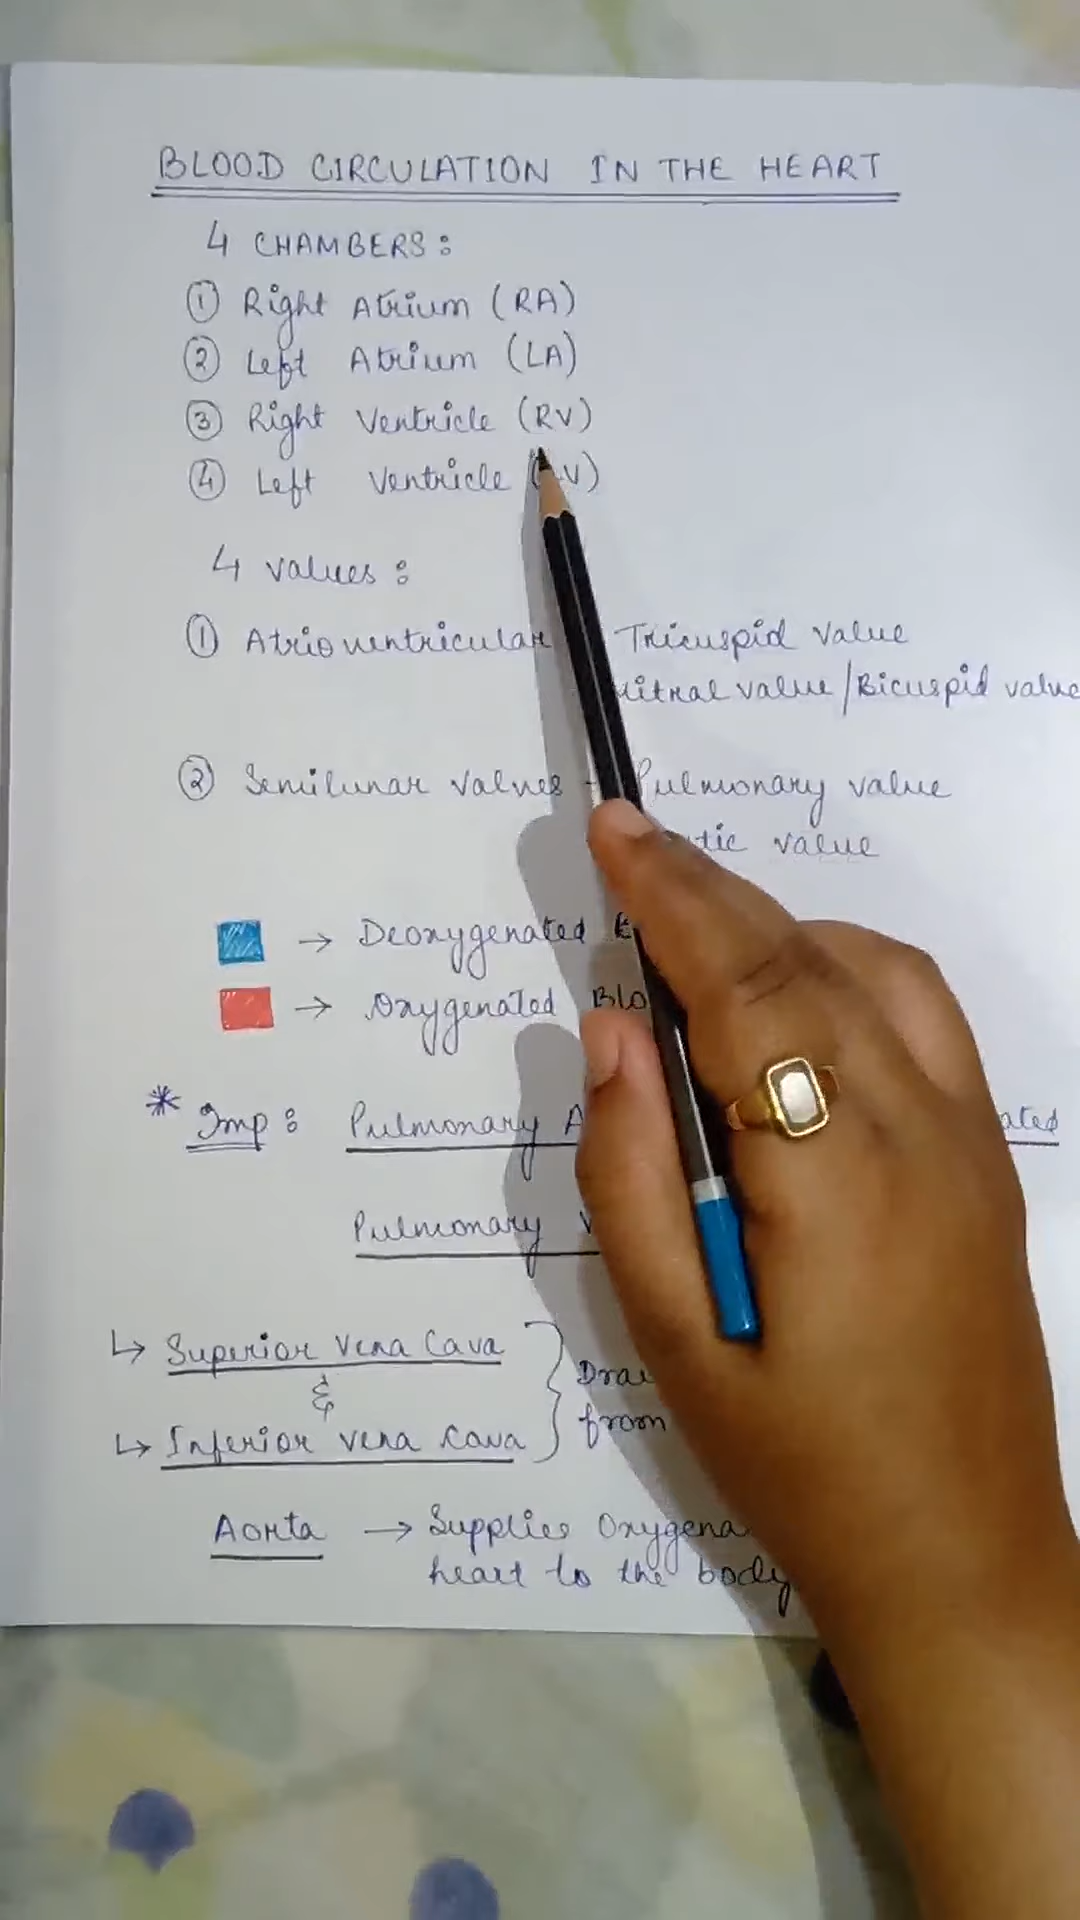 BLOOD CIRCULATION IN THE HEART
4 CHAMBERS:
① Right Atrium (RA)
② Left Atrium (LA)
③ Right Ventricle (RV)
④ Left Ventricle V)
4 valves:
① Atrioventricular Tricuspid valve
Mitral valve/Bicuspid valve
② Semilunar valves - Pulmonary valve
valve
→ Deoxygenated
→ Oxygenated
* Imp: Pulmonary
Pulmonary
↳ Superior vena cava
&
↳ Inferior vena cava
from
Aorta → Supplies
heart to the body